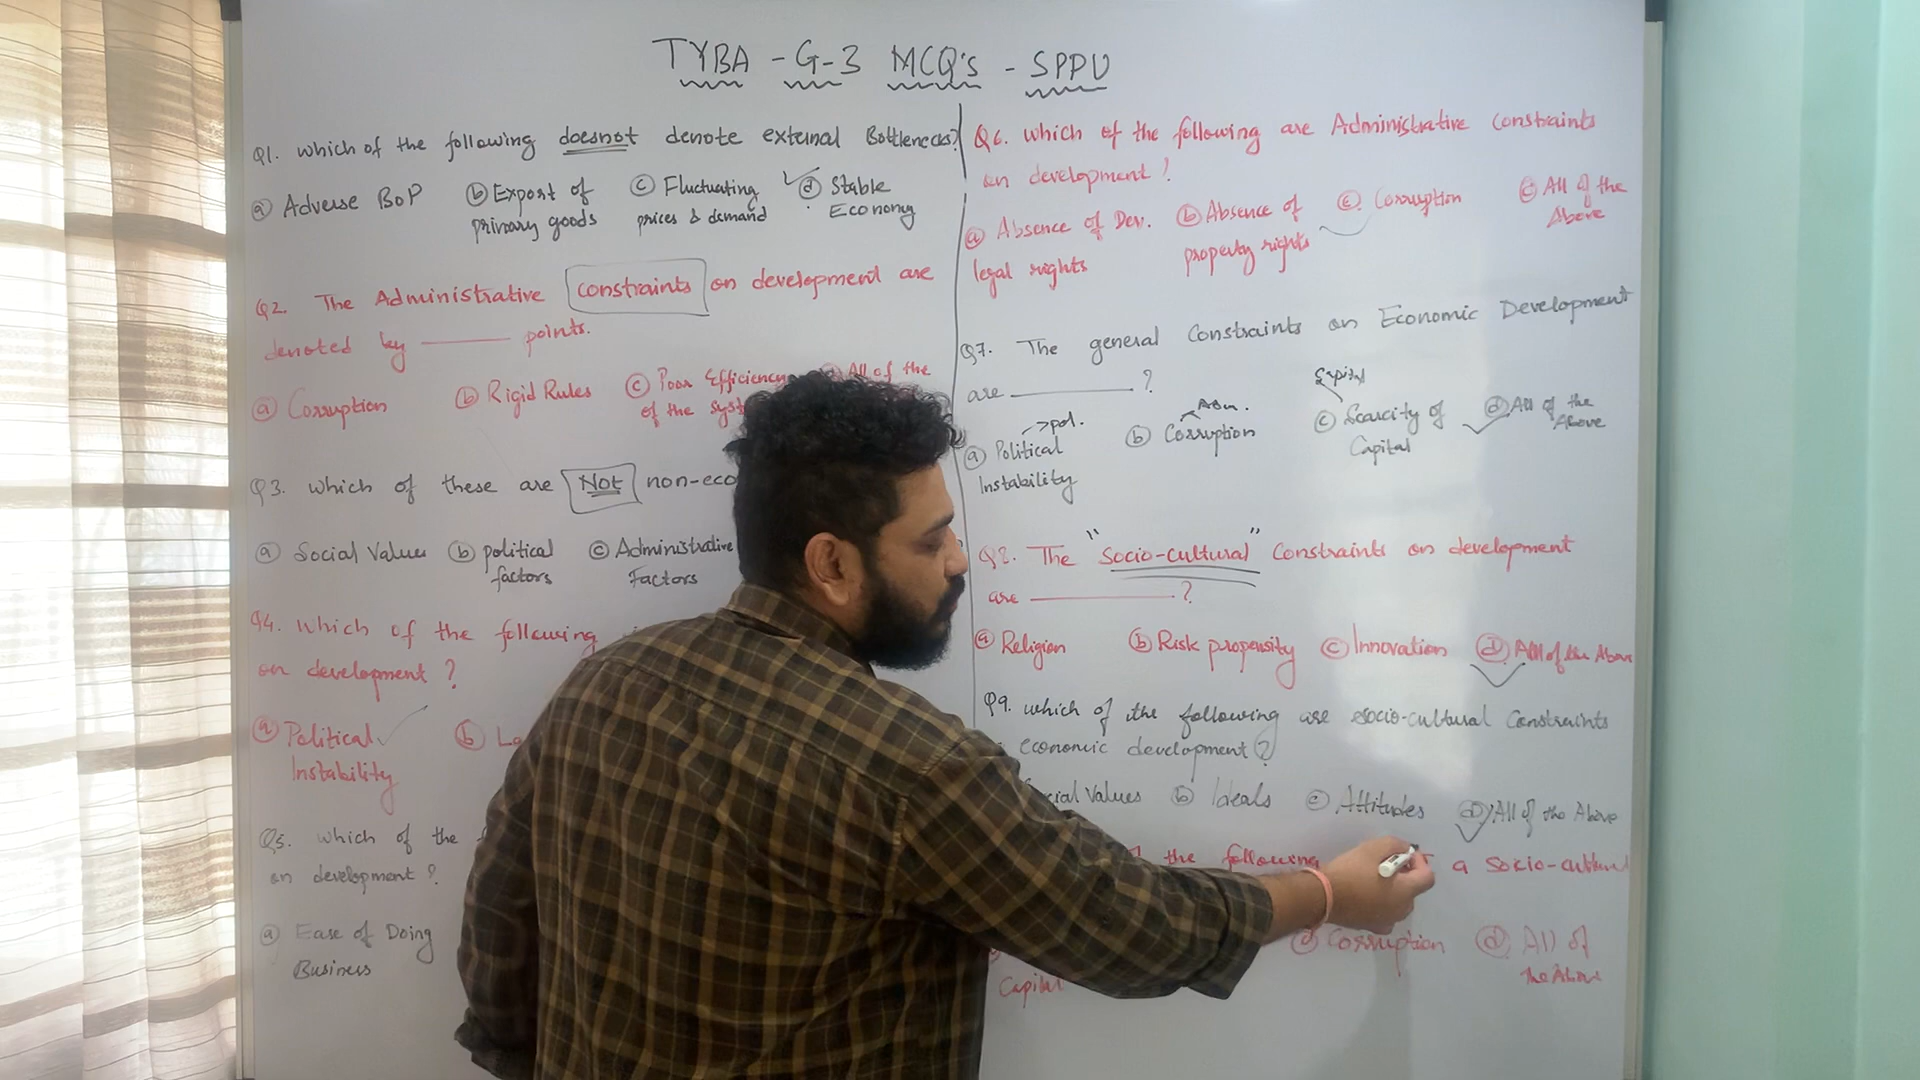 TYBA - G-3 MCQ's - SPPU
Q1. Which of the following doesnot denote external Bottlenecks?
a Adverse BoP b Export of c Fluctuating d Stable
primary goods prices & demand Economy
Q2. The Administrative constraints on development are
denoted by ______ points.
a Corruption b Rigid Rules c Poor Efficiency All of the
of the
Q3. Which of these are Not
a Social Values b political c Administrative
factors Factors
Q4. Which of the following
on development ?
a Political b
Instability
Q5. Which of the
on development ?
a Ease of Doing
Business
Q6. Which of the following are Administrative constraints
on development ?
a Absence of Dev. b Absence of c Corruption c All of the
legal rights property rights Above
Q7. The general Constraints on Economic Development
are ______ ?
pol. Adm. Capital
a Political b Corruption c Scarcity of d All of the
Instability Capital Above
Q8. The "Socio-cultural" Constraints on development
are ______ ?
a Religion b Risk propensity c Innovation d All of the Above
Q9. Which of the following are socio-cultural Constraints
economic development ?
Values b Ideals c Attitudes d All of the Above
the following a Socio-cultural
Corruption d All of
Capital the Above